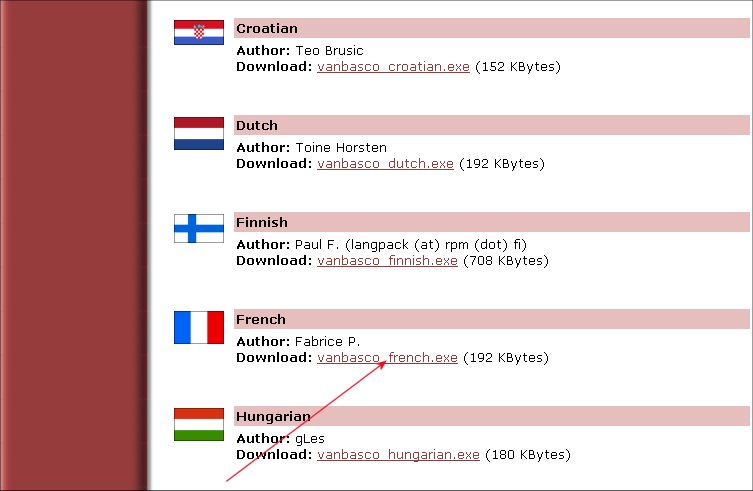 Croatian
Author: Teo Brusic
Download: vanbasco_croatian.exe (152 KBytes)
Dutch
Author: Toine Horsten
Download: vanbasco_dutch.exe (192 KBytes)
Finnish
Author: Paul F. (langpack (at) rpm (dot) fi)
Download: vanbasco_finnish.exe (708 KBytes)
French
Author: Fabrice P.
Download: vanbasco_french.exe (192 KBytes)
Hungarian
Author: gLes
Download: vanbasco_hungarian.exe (180 KBytes)